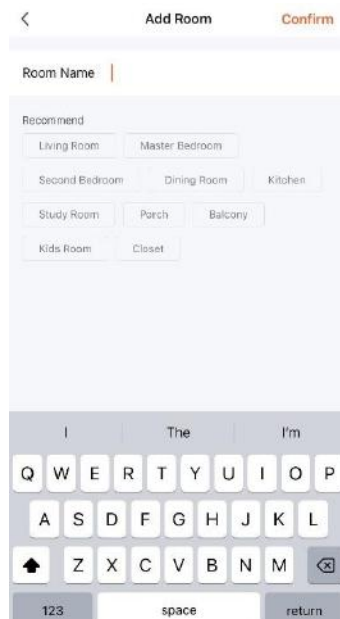 Add Room Confirm
Room Name
Recommend
Living Room Master Bedroom
Second Bedroom Dining Room Kitchen
Study Room Porch Balcony
Kids Room Closet
I The I'm
Q W E R T Y U I O P
A S D F G H J K L
Z X C V B N M
123 space return